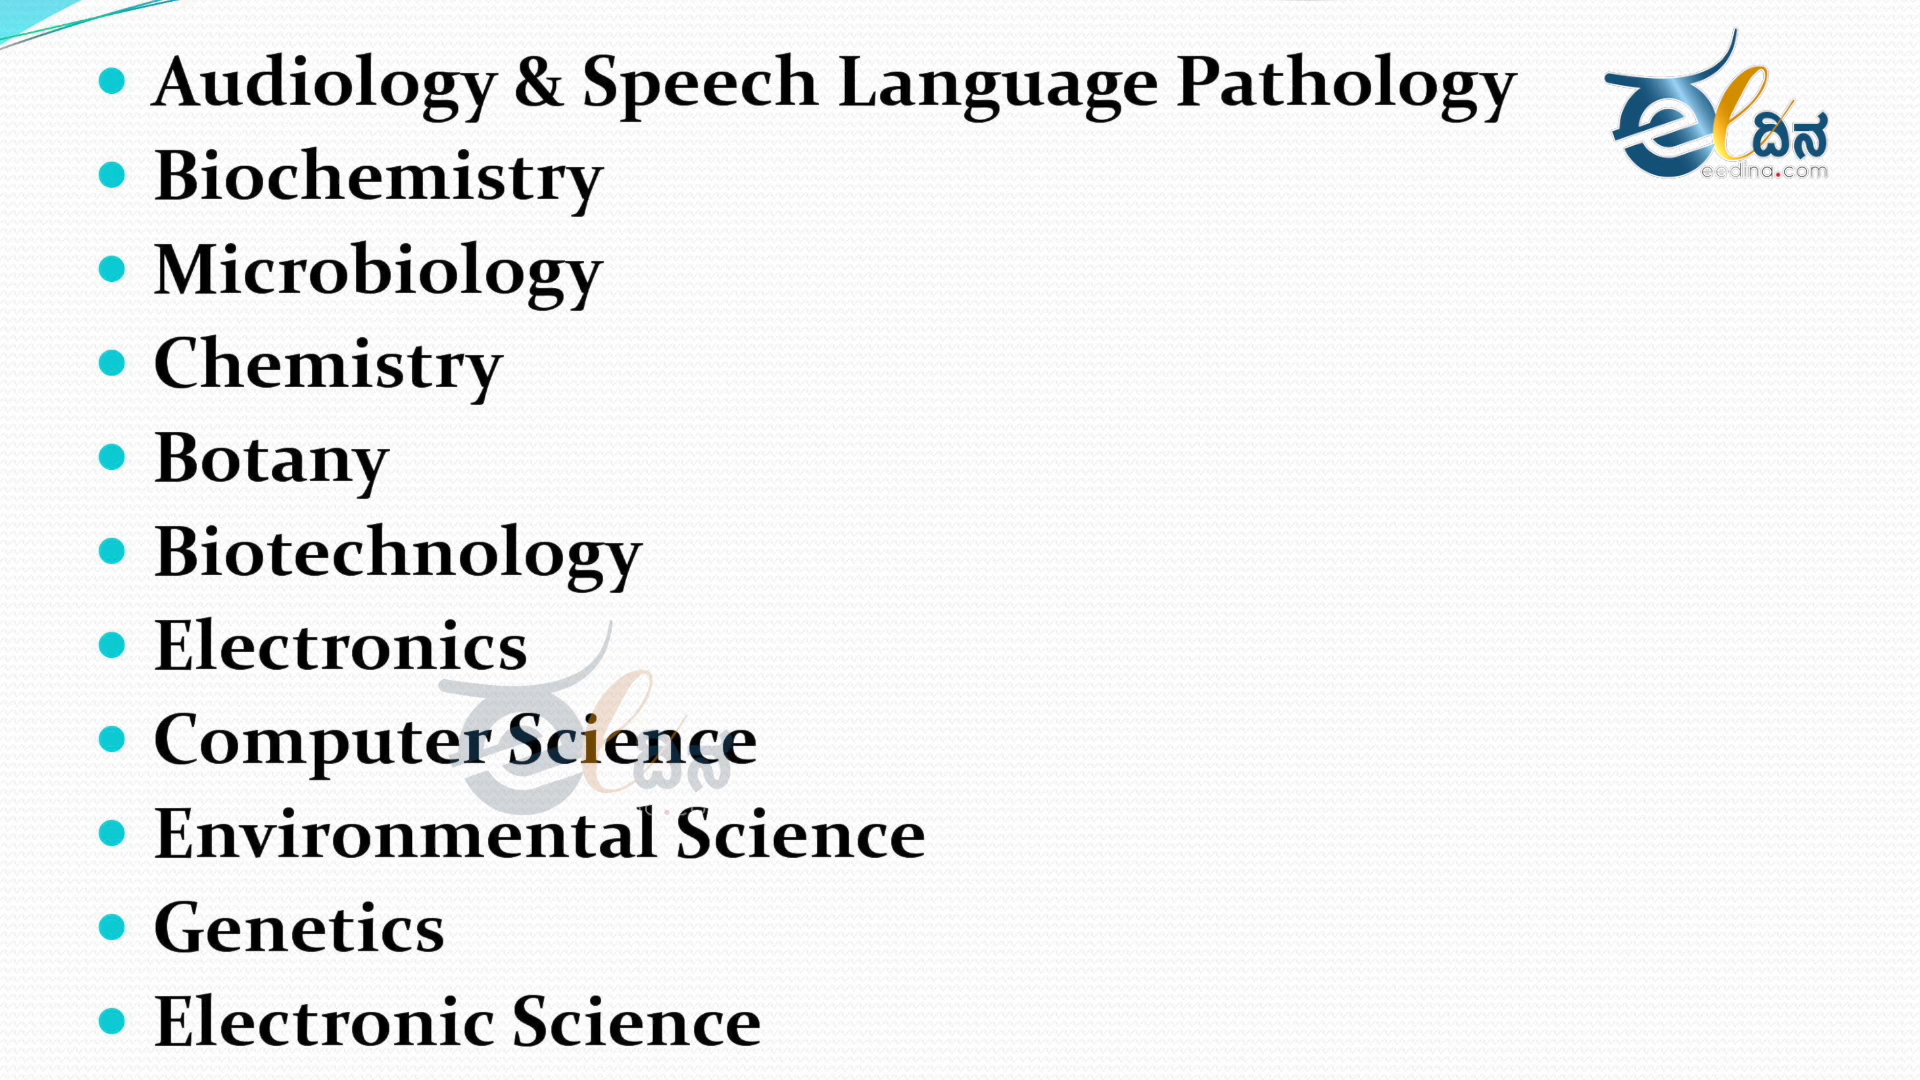 • Audiology & Speech Language Pathology
• Biochemistry
• Microbiology
• Chemistry
• Botany
• Biotechnology
• Electronics
• Computer Science
• Environmental Science
• Genetics
• Electronic Science
ಈ ದಿನ
eedina.com
ಈ ದಿನ